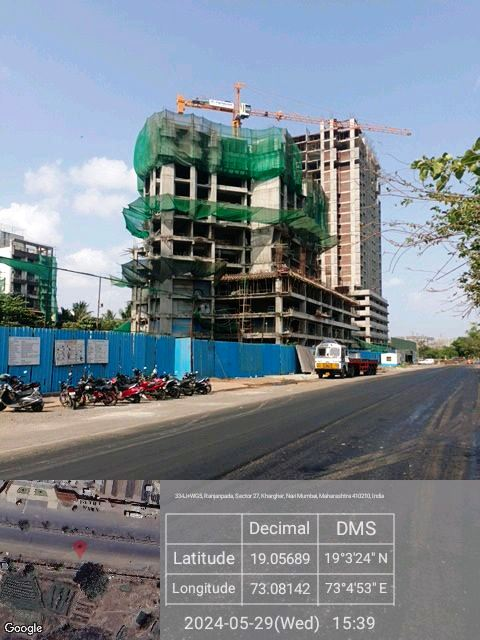 334J+WG5, Ranjanpada, Sector 27, Kharghar, Navi Mumbai, Maharashtra 410210, India
Decimal DMS
Latitude 19.05689 19°3'24" N
Longitude 73.08142 73°4'53" E
2024-05-29(Wed) 15:39
Google